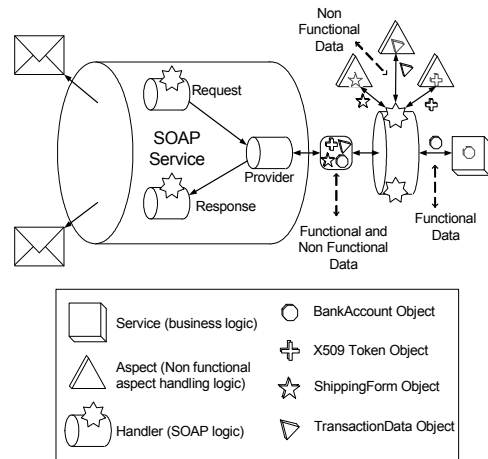 Non
Functional
Data
Request
SOAP
Service
Provider
Response
Functional and
Non Functional
Data
Functional
Data
Service (business logic)
BankAccount Object
Aspect (Non functional
aspect handling logic)
X509 Token Object
ShippingForm Object
Handler (SOAP logic)
TransactionData Object